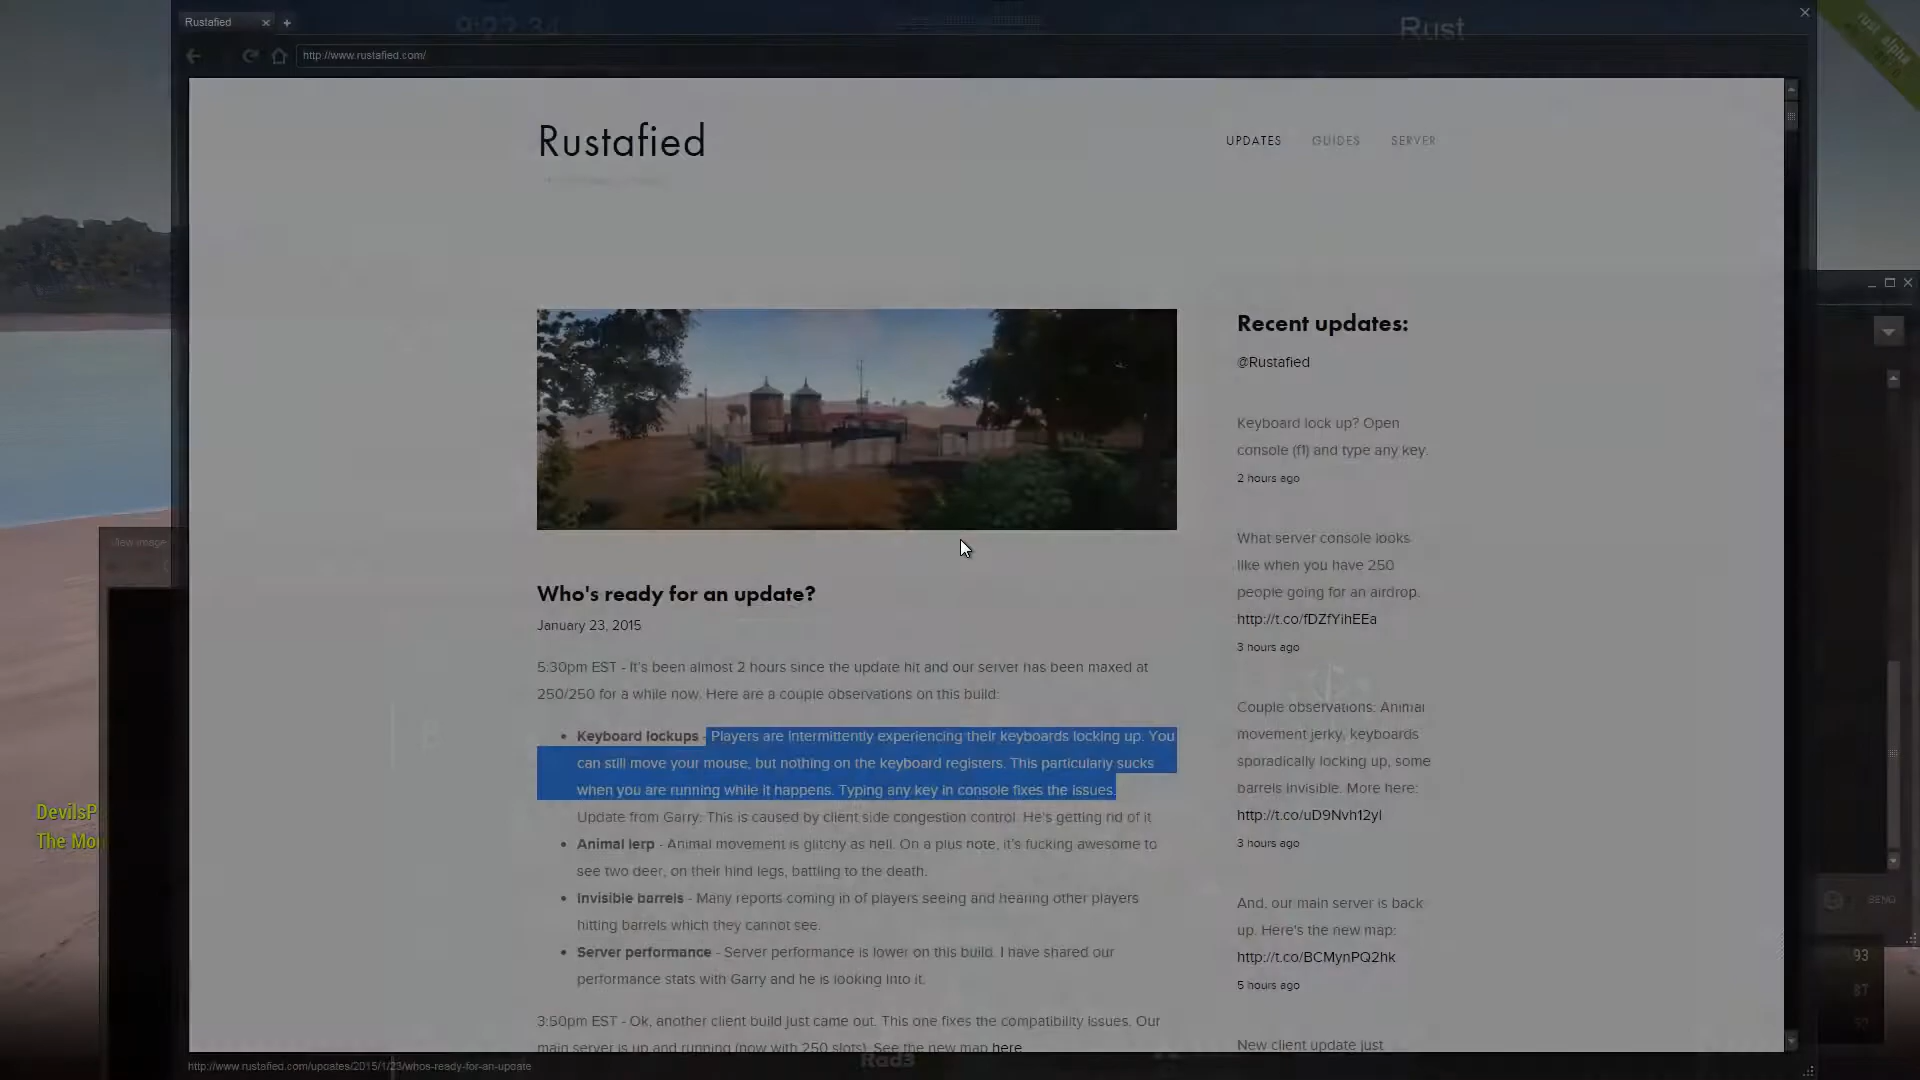 Rustafied
9:22:34
Rust
rust alpha
http://www.rustafied.com/
Rustafied
UPDATES GUIDES SERVER
Who's ready for an update?
January 23, 2015
5:30pm EST - It's been almost 2 hours since the update hit and our server has been maxed at
250/250 for a while now. Here are a couple observations on this build:
Keyboard lockups - Players are intermittently experiencing their keyboards locking up. You
can still move your mouse, but nothing on the keyboard registers. This particularly sucks
when you are running while it happens. Typing any key in console fixes the issues.
Update from Garry: This is caused by client side congestion control. He's getting rid of it
Animal lerp - Animal movement is glitchy as hell. On a plus note, it's fucking awesome to
see two deer, on their hind legs, battling to the death.
Invisible barrels - Many reports coming in of players seeing and hearing other players
hitting barrels which they cannot see.
Server performance - Server performance is lower on this build. I have shared our
performance stats with Garry and he is looking into it.
3:50pm EST - Ok, another client build just came out. This one fixes the compatibility issues. Our
main server is up and running (now with 250 slots). See the new map here
Recent updates:
@Rustafied
Keyboard lock up? Open
console (f1) and type any key.
2 hours ago
What server console looks
like when you have 250
people going for an airdrop.
http://t.co/fDZfYihEEa
3 hours ago
Couple observations: Animal
movement jerky, keyboards
sporadically locking up, some
barrels invisible. More here:
http://t.co/uD9Nvh12yI
3 hours ago
And, our main server is back
up. Here's the new map:
http://t.co/BCMynPQ2hk
5 hours ago
New client update just
View image
DevilsP
The Mo
SEND
93
87
Rad3
http://www.rustafied.com/updates/2015/1/23/whos-ready-for-an-update